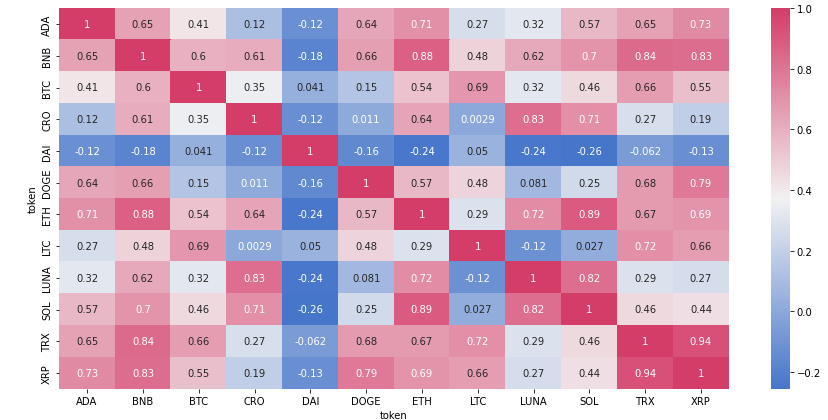 ADA 1 0.65 0.41 0.12 -0.12 0.64 0.71 0.27 0.32 0.57 0.65 0.73
BNB 0.65 1 0.6 0.61 -0.18 0.66 0.88 0.48 0.62 0.7 0.84 0.83
BTC 0.41 0.6 1 0.35 0.041 0.15 0.54 0.69 0.32 0.46 0.66 0.55
CRO 0.12 0.61 0.35 1 -0.12 0.011 0.64 0.0029 0.83 0.71 0.27 0.19
DAI -0.12 -0.18 0.041 -0.12 1 -0.16 -0.24 0.05 -0.24 -0.26 -0.062 -0.13
DOGE 0.64 0.66 0.15 0.011 -0.16 1 0.57 0.48 0.081 0.25 0.68 0.79
ETH 0.71 0.88 0.54 0.64 -0.24 0.57 1 0.29 0.72 0.89 0.67 0.69
LTC 0.27 0.48 0.69 0.0029 0.05 0.48 0.29 1 -0.12 0.027 0.72 0.66
LUNA 0.32 0.62 0.32 0.83 -0.24 0.081 0.72 -0.12 1 0.82 0.29 0.27
SOL 0.57 0.7 0.46 0.71 -0.26 0.25 0.89 0.027 0.82 1 0.46 0.44
TRX 0.65 0.84 0.66 0.27 -0.062 0.68 0.67 0.72 0.29 0.46 1 0.94
XRP 0.73 0.83 0.55 0.19 -0.13 0.79 0.69 0.66 0.27 0.44 0.94 1
token
ADA BNB BTC CRO DAI DOGE ETH LTC LUNA SOL TRX XRP
token
1.0
0.8
0.6
0.4
0.2
0.0
−0.2